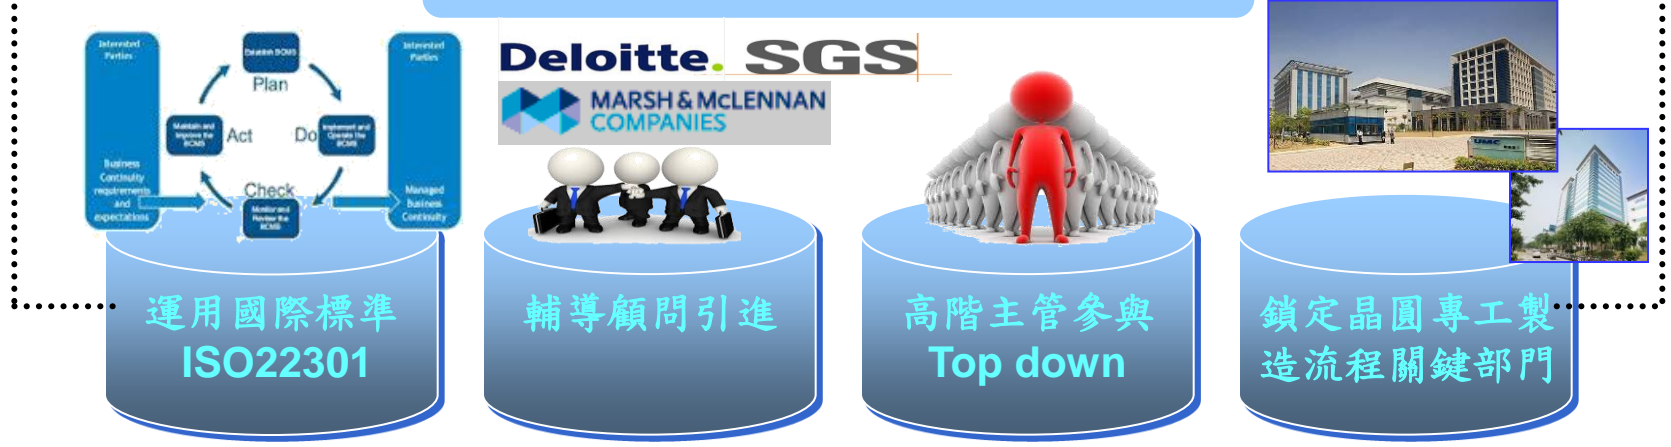 Interested
Parties
Establish BCMS
Interested
Parties
Plan
Maintain and
Improve the
BCMS
Act
Do
Implement and
Operate the
BCMS
Business
Continuity
requirements
and
expectations
Check
Monitor and
Review the
BCMS
Managed
Business
Continuity
Deloitte.
SGS
MARSH & McLENNAN
COMPANIES
UMC
運用國際標準
ISO22301
輔導顧問引進
高階主管參與
Top down
鎖定晶圓專工製
造流程關鍵部門